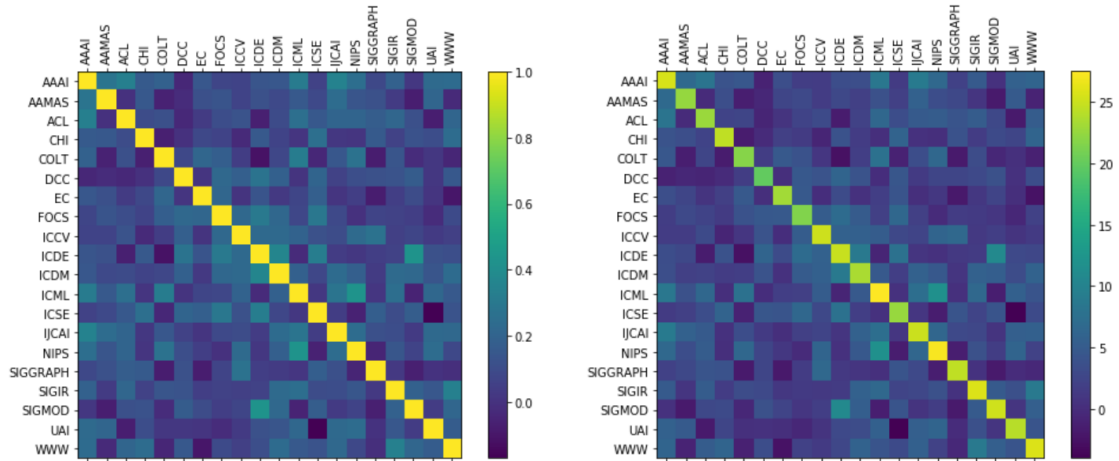 AAAI AAMAS ACL CHI COLT DCC EC FOCS ICCV ICDE ICDM ICML ICSE IJCAI NIPS SIGGRAPH SIGIR SIGMOD UAI WWW
AAAI
AAMAS
ACL
CHI
COLT
DCC
EC
FOCS
ICCV
ICDE
ICDM
ICML
ICSE
IJCAI
NIPS
SIGGRAPH
SIGIR
SIGMOD
UAI
WWW
1.0
0.8
0.6
0.4
0.2
0.0
AAAI AAMAS ACL CHI COLT DCC EC FOCS ICCV ICDE ICDM ICML ICSE IJCAI NIPS SIGGRAPH SIGIR SIGMOD UAI WWW
AAAI
AAMAS
ACL
CHI
COLT
DCC
EC
FOCS
ICCV
ICDE
ICDM
ICML
ICSE
IJCAI
NIPS
SIGGRAPH
SIGIR
SIGMOD
UAI
WWW
25
20
15
10
5
0